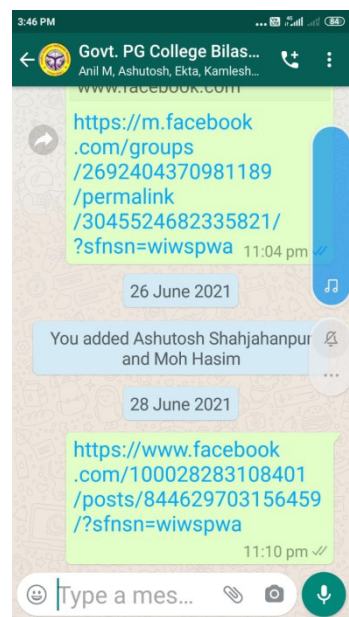 3:46 PM
84
Govt. PG College Bilas...
Anil M, Ashutosh, Ekta, Kamlesh...
www.facebook.com
https://m.facebook
.com/groups
/2692404370981189
/permalink
/3045524682335821/
?sfnsn=wiwspwa 11:04 pm
26 June 2021
You added Ashutosh Shahjahanpur
and Moh Hasim
28 June 2021
https://www.facebook
.com/100028283108401
/posts/844629703156459
/?sfnsn=wiwspwa
11:10 pm
Type a mes...